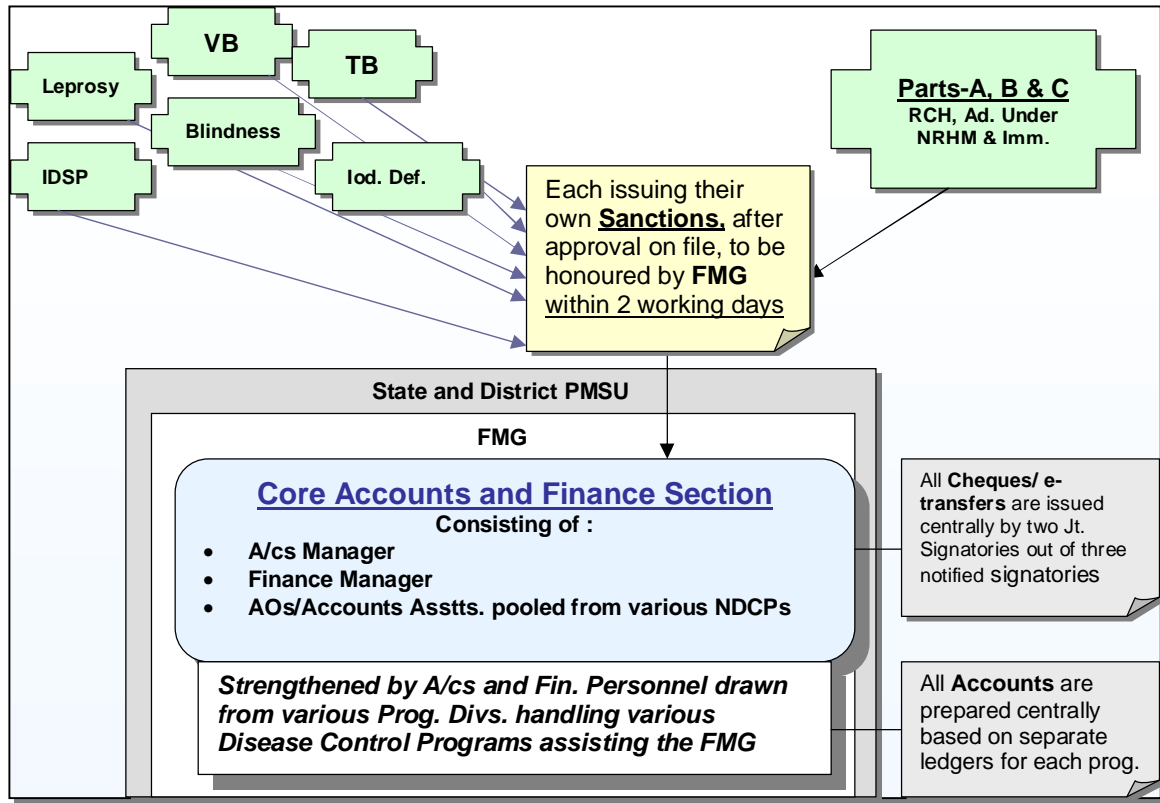 VB
TB
Leprosy
Blindness
IDSP
Iod. Def.
Parts-A, B & C
RCH, Ad. Under
NRHM & Imm.
Each issuing their
own Sanctions, after
approval on file, to be
honoured by FMG
within 2 working days
State and District PMSU
FMG
Core Accounts and Finance Section
Consisting of :
• A/cs Manager
• Finance Manager
• AOs/Accounts Asstts. pooled from various NDCPs
All Cheques/ e-
transfers are issued
centrally by two Jt.
Signatories out of three
notified signatories
Strengthened by A/cs and Fin. Personnel drawn
from various Prog. Divs. handling various
Disease Control Programs assisting the FMG
All Accounts are
prepared centrally
based on separate
ledgers for each prog.